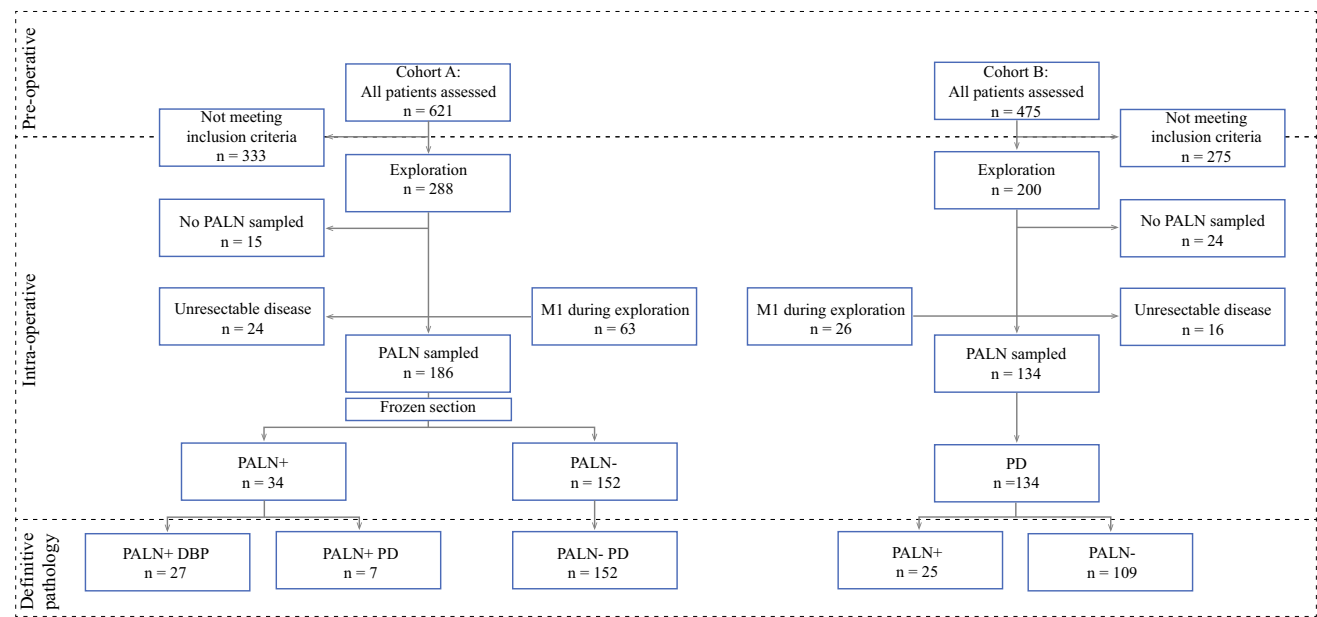 Pre-operative
Cohort A:
All patients assessed
n = 621
Cohort B:
All patients assessed
n = 475
Not meeting
inclusion criteria
n = 333
Not meeting
inclusion criteria
n = 275
Intra-operative
Exploration
n = 288
Exploration
n = 200
No PALN sampled
n = 15
No PALN sampled
n = 24
Unresectable disease
n = 24
M1 during exploration
n = 63
M1 during exploration
n = 26
Unresectable disease
n = 16
PALN sampled
n = 186
PALN sampled
n = 134
Frozen section
PALN+
n = 34
PALN-
n = 152
PD
n =134
Definitive
pathology
PALN+ DBP
n = 27
PALN+ PD
n = 7
PALN- PD
n = 152
PALN+
n = 25
PALN-
n = 109